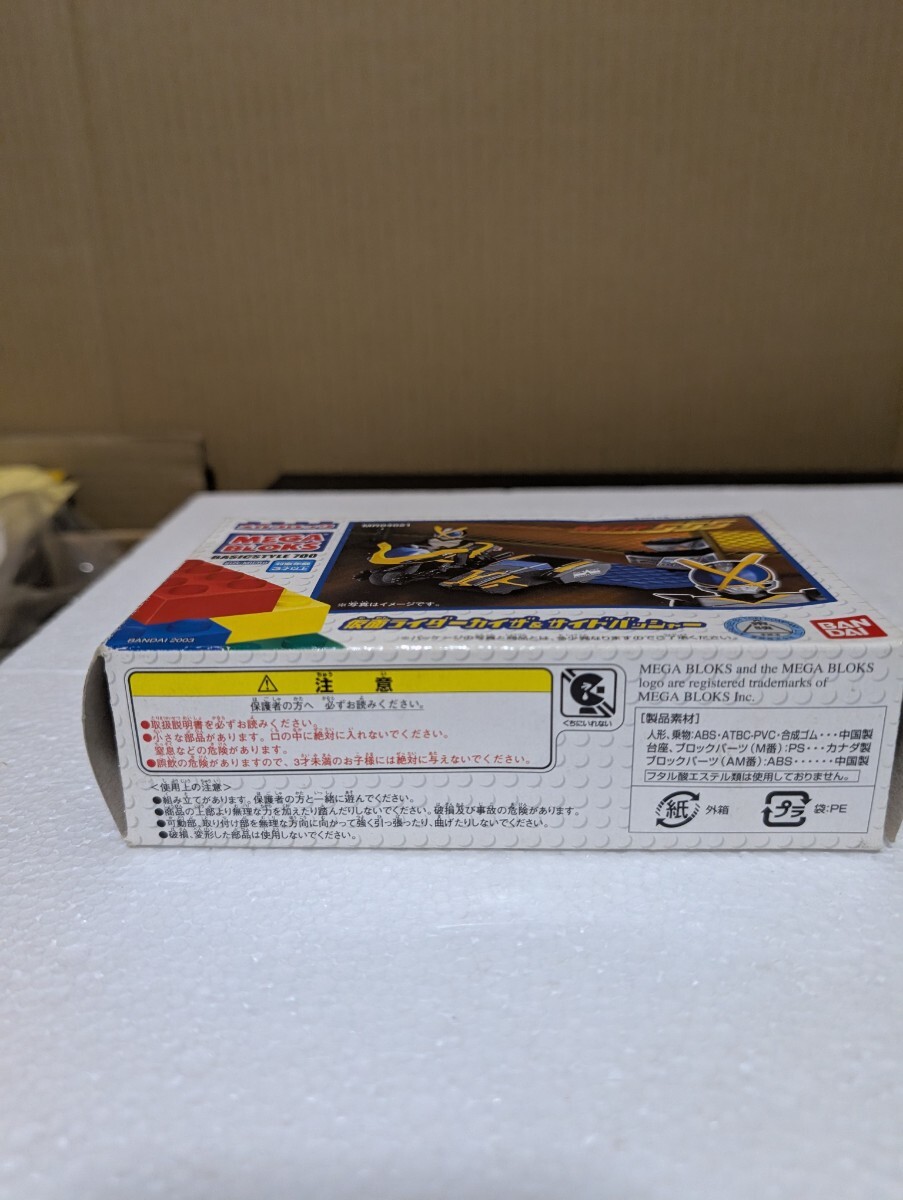 MEGA
BLOKS
BASICSTYLE 700
※写真はイメージです。
仮面ライダーカイザ&サイドバッシャー
BANDAI 2003
BAN
DAI
注意
保護者の方へ 必ずお読みください。
●取扱説明書を必ずお読みください。
●小さな部品があります。口の中に絶対に入れないでください。
窒息などの危険があります。
●誤飲の危険がありますので、3才未満のお子様には絶対に与えないでください。
くちにいれない
<使用上の注意>
●組み立てがあります。保護者の方と一緒に遊んでください。
●商品の上部より無理な力を加えたり踏んだりしないでください。破損及び事故の危険があります。
●可動部、取り付け部を無理な方向に向かって強く引っ張ったり、曲げたりしないでください。
●破損、変形した部品は使用しないでください。
MEGA BLOKS and the MEGA BLOKS
logo are registered trademarks of
MEGA BLOKS Inc.
[製品素材]
人形、乗物:ABS・ATBC-PVC・合成ゴム・・・中国製
台座、ブロックパーツ(M番):PS・・・カナダ製
ブロックパーツ(AM番):ABS・・・・・・中国製
フタル酸エステル類は使用しておりません。
紙 外箱
プラ 袋:PE